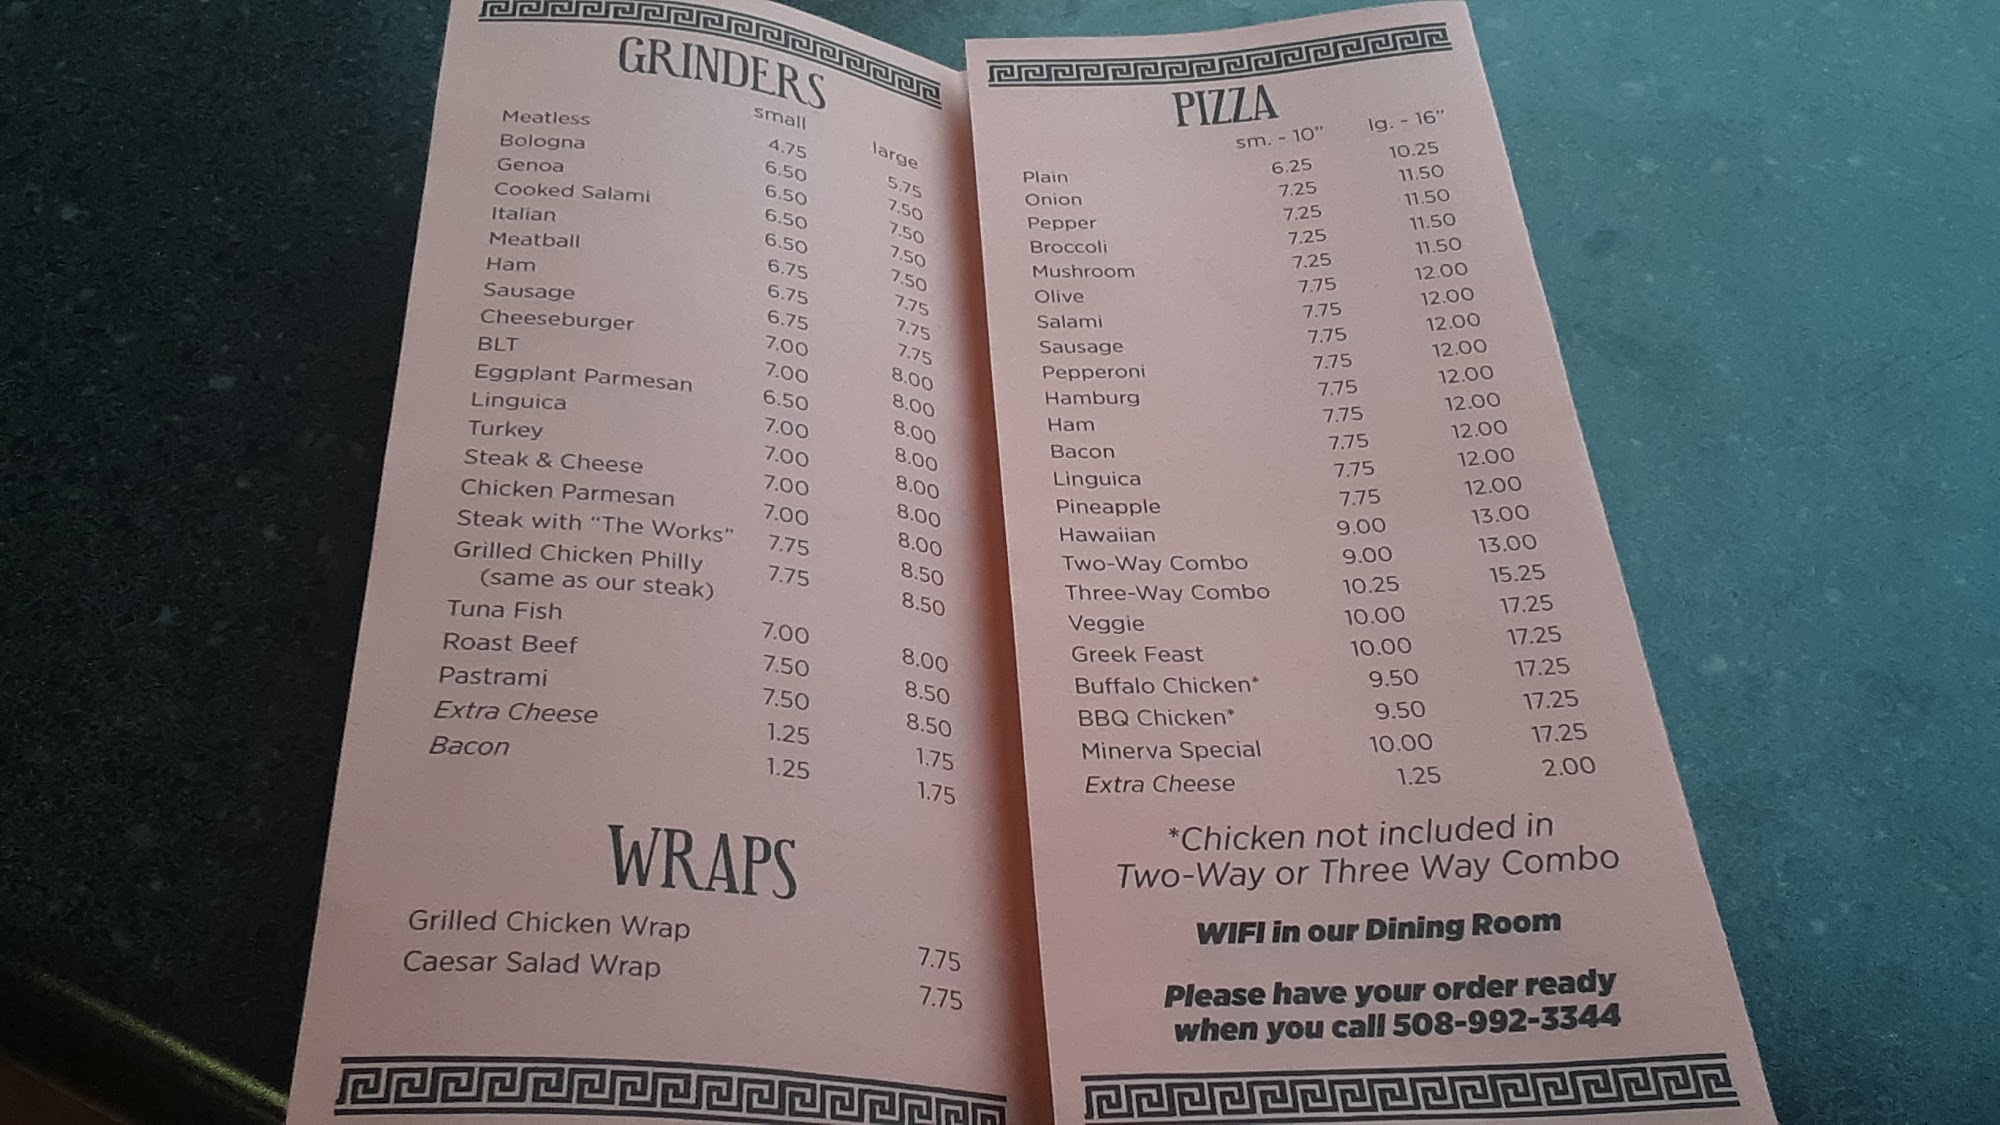 GRINDERS
small large
Meatless 4.75 5.75
Bologna 6.50 7.50
Genoa 6.50 7.50
Cooked Salami 6.50 7.50
Italian 6.50 7.50
Meatball 6.75 7.75
Ham 6.75 7.75
Sausage 6.75 7.75
Cheeseburger 7.00 8.00
BLT 7.00 8.00
Eggplant Parmesan 6.50 8.00
Linguica 7.00 8.00
Turkey 7.00 8.00
Steak & Cheese 7.00 8.00
Chicken Parmesan 7.00 8.00
Steak with “The Works” 7.75 8.50
Grilled Chicken Philly 7.75 8.50
(same as our steak)
Tuna Fish 7.00 8.00
Roast Beef 7.50 8.50
Pastrami 7.50 8.50
Extra Cheese 1.25 1.75
Bacon 1.25 1.75
WRAPS
Grilled Chicken Wrap 7.75
Caesar Salad Wrap 7.75
PIZZA
sm. - 10” lg. - 16”
Plain 6.25 10.25
Onion 7.25 11.50
Pepper 7.25 11.50
Broccoli 7.25 11.50
Mushroom 7.25 11.50
Olive 7.75 12.00
Salami 7.75 12.00
Sausage 7.75 12.00
Pepperoni 7.75 12.00
Hamburg 7.75 12.00
Ham 7.75 12.00
Bacon 7.75 12.00
Linguica 7.75 12.00
Pineapple 7.75 12.00
Hawaiian 9.00 13.00
Two-Way Combo 9.00 13.00
Three-Way Combo 10.25 15.25
Veggie 10.00 17.25
Greek Feast 10.00 17.25
Buffalo Chicken* 9.50 17.25
BBQ Chicken* 9.50 17.25
Minerva Special 10.00 17.25
Extra Cheese 1.25 2.00
*Chicken not included in
Two-Way or Three Way Combo
WIFI in our Dining Room
Please have your order ready
when you call 508-992-3344